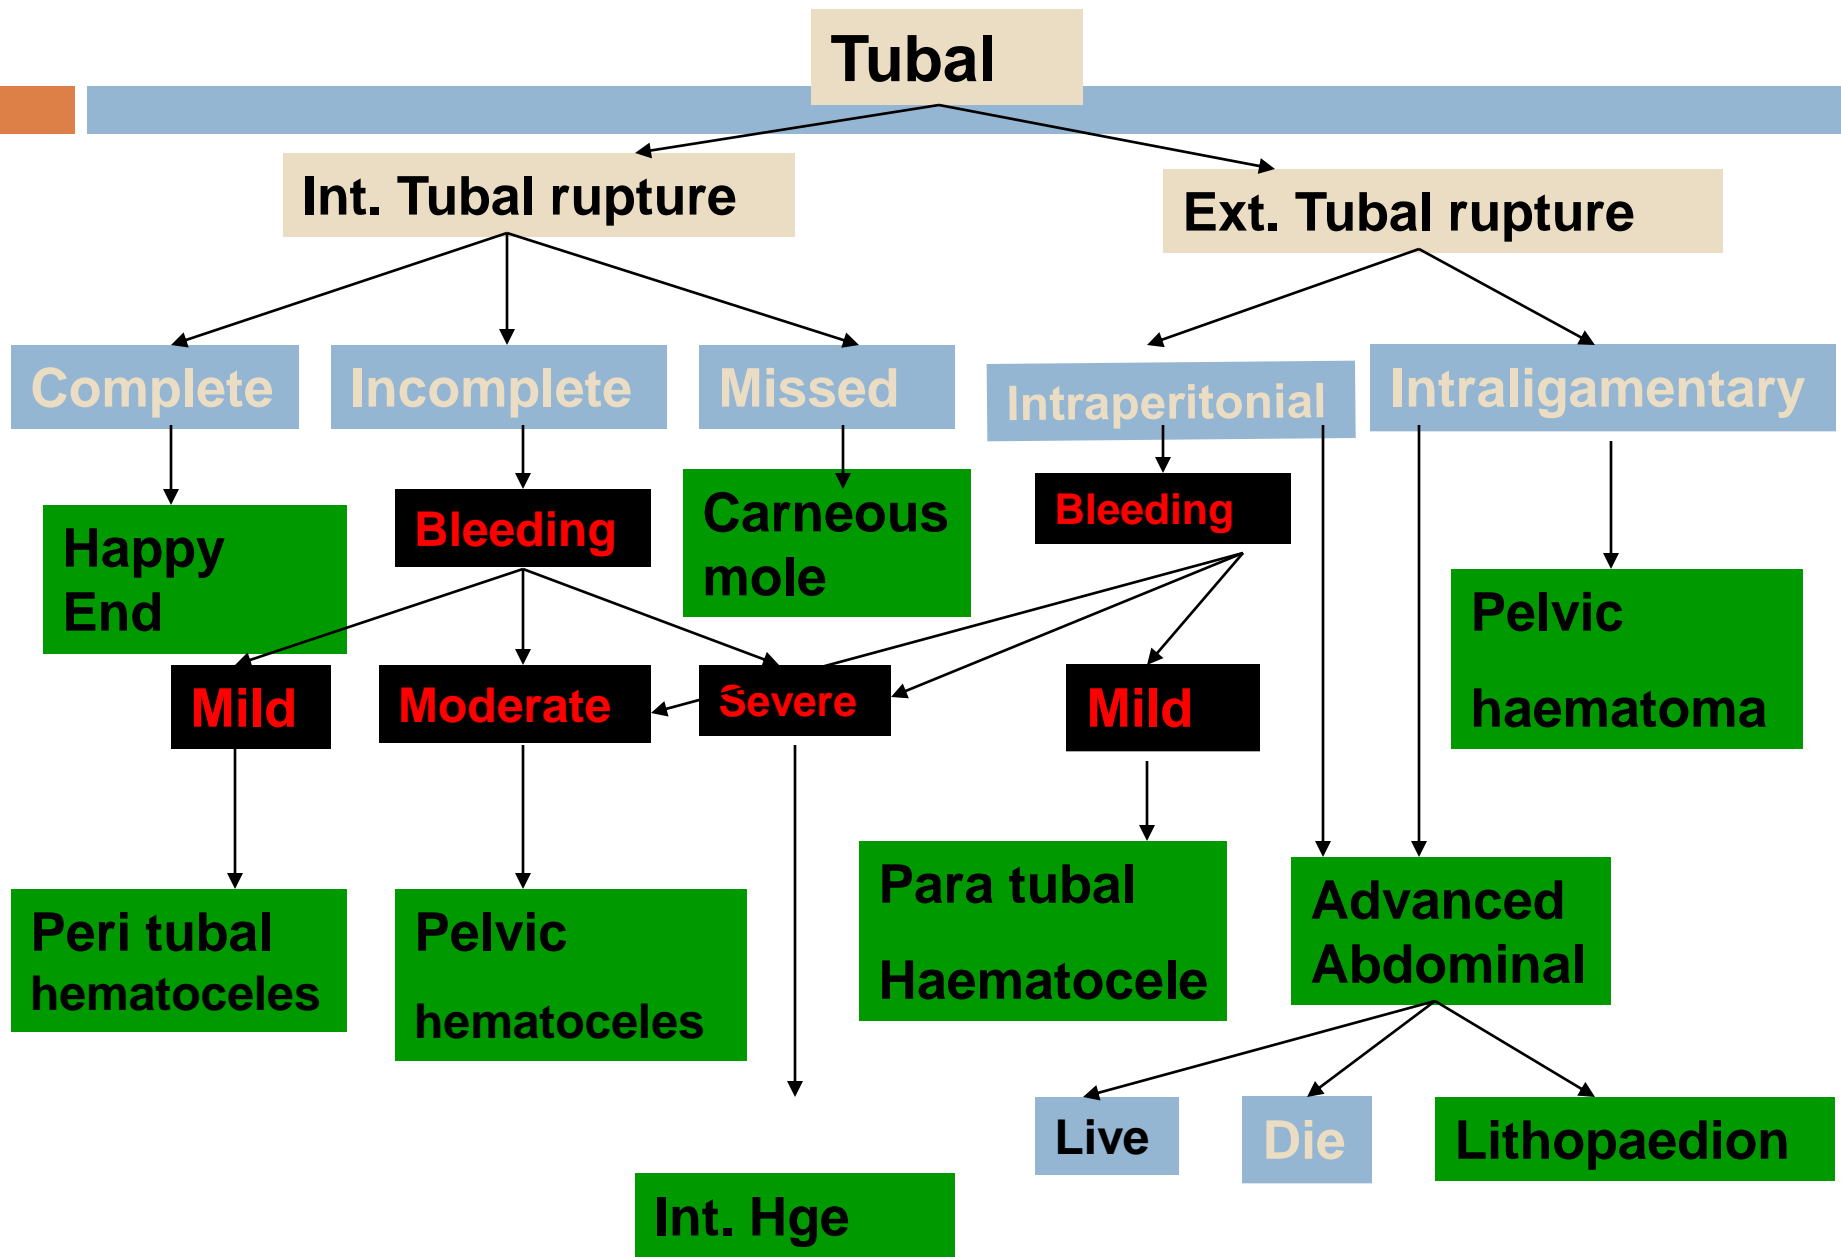 Tubal
Int. Tubal rupture
Ext. Tubal rupture
Complete
Incomplete
Missed
Intraperitonial
Intraligamentary
Happy
End
Bleeding
Carneous
mole
Bleeding
Pelvic
haematoma
Mild
Moderate
Severe
Mild
Peri tubal
hematoceles
Pelvic
hematoceles
Para tubal
Haematocele
Advanced
Abdominal
Live
Die
Lithopaedion
Int. Hge